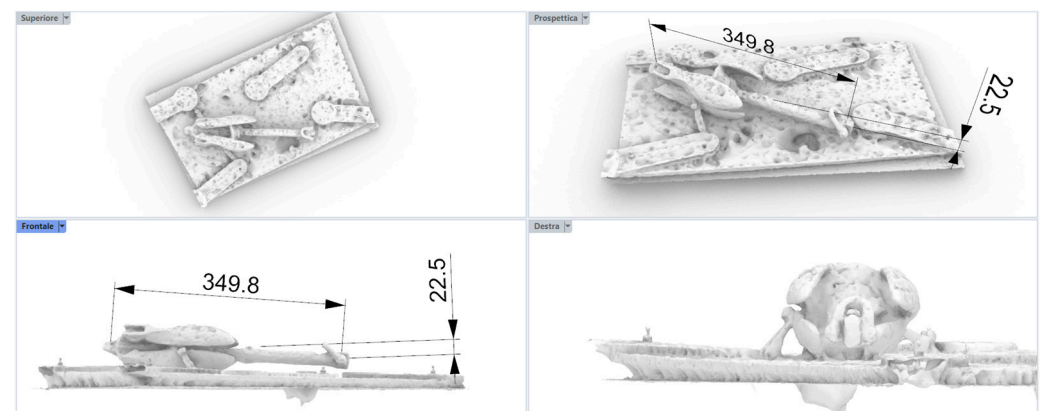 Superiore
Prospettica
349.8
22.5
Frontale
349.8
22.5
Destra